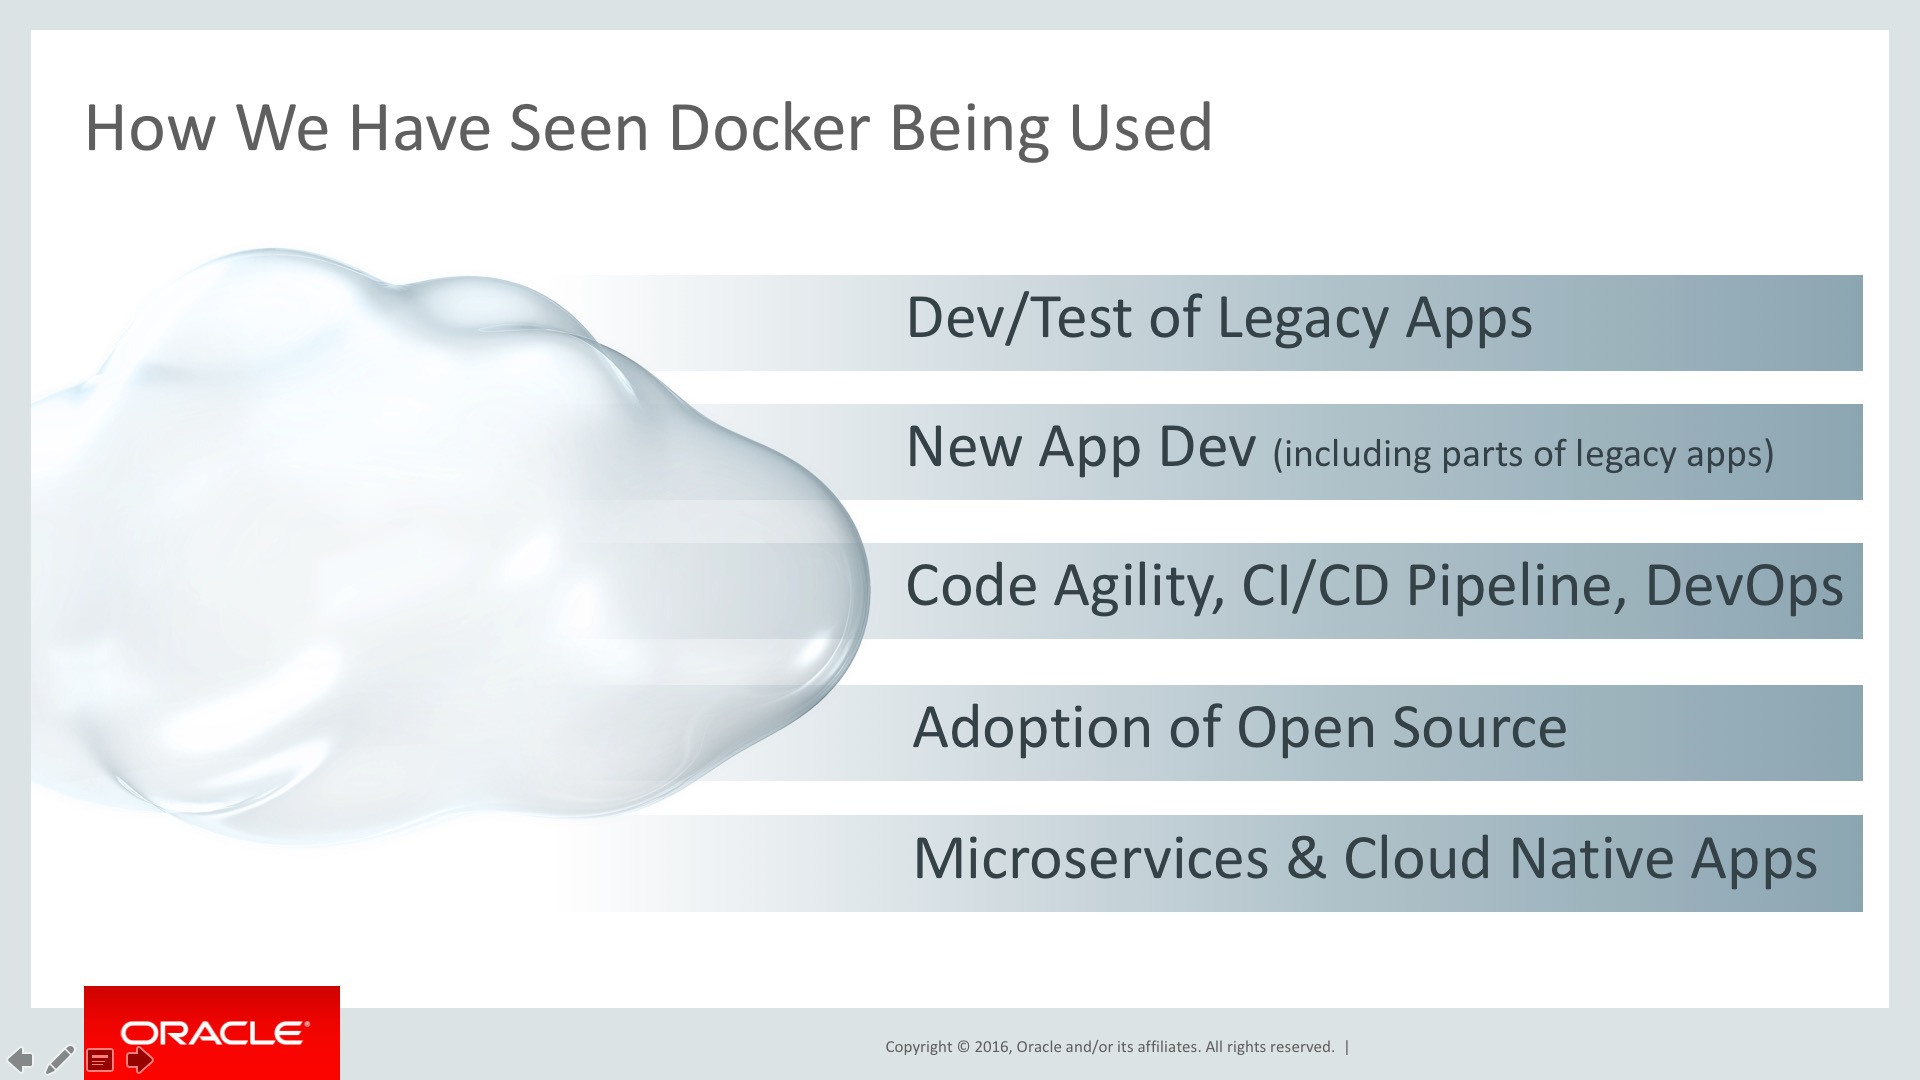 How We Have Seen Docker Being Used
Dev/Test of Legacy Apps
New App Dev (including parts of legacy apps)
Code Agility, CI/CD Pipeline, DevOps
Adoption of Open Source
Microservices & Cloud Native Apps
ORACLE®
Copyright © 2016, Oracle and/or its affiliates. All rights reserved. |